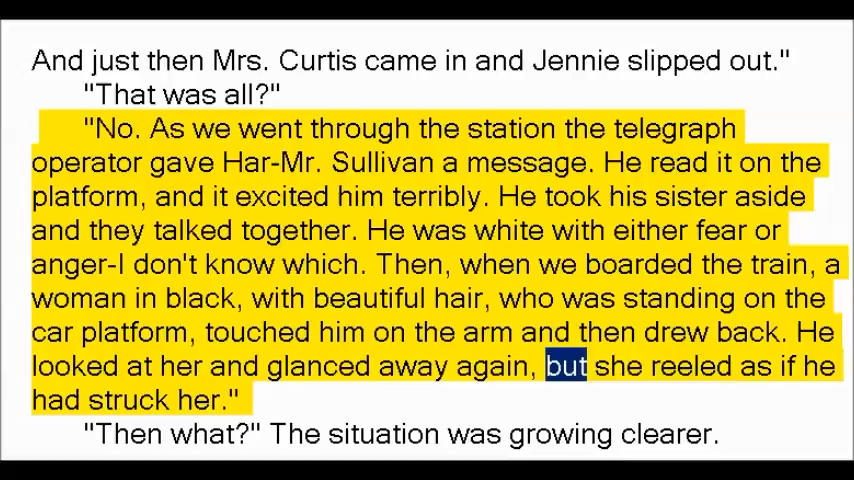 And just then Mrs. Curtis came in and Jennie slipped out."
"That was all?"
"No. As we went through the station the telegraph
operator gave Har-Mr. Sullivan a message. He read it on the
platform, and it excited him terribly. He took his sister aside
and they talked together. He was white with either fear or
anger-I don't know which. Then, when we boarded the train, a
woman in black, with beautiful hair, who was standing on the
car platform, touched him on the arm and then drew back. He
looked at her and glanced away again, but she reeled as if he
had struck her."
"Then what?" The situation was growing clearer.